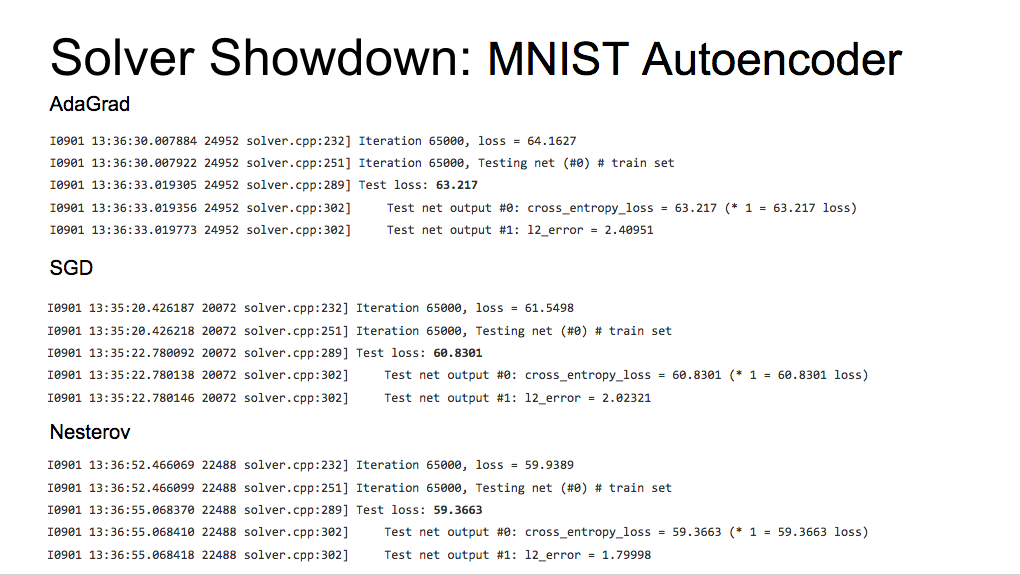 Solver Showdown: MNIST Autoencoder
AdaGrad
I0901 13:36:30.007884 24952 solver.cpp:232] Iteration 65000, loss = 64.1627
I0901 13:36:30.007922 24952 solver.cpp:251] Iteration 65000, Testing net (#0) # train set
I0901 13:36:33.019305 24952 solver.cpp:289] Test loss: 63.217
I0901 13:36:33.019356 24952 solver.cpp:302]     Test net output #0: cross_entropy_loss = 63.217 (* 1 = 63.217 loss)
I0901 13:36:33.019773 24952 solver.cpp:302]     Test net output #1: l2_error = 2.40951
SGD
I0901 13:35:20.426187 20072 solver.cpp:232] Iteration 65000, loss = 61.5498
I0901 13:35:20.426218 20072 solver.cpp:251] Iteration 65000, Testing net (#0) # train set
I0901 13:35:22.780092 20072 solver.cpp:289] Test loss: 60.8301
I0901 13:35:22.780138 20072 solver.cpp:302]     Test net output #0: cross_entropy_loss = 60.8301 (* 1 = 60.8301 loss)
I0901 13:35:22.780146 20072 solver.cpp:302]     Test net output #1: l2_error = 2.02321
Nesterov
I0901 13:36:52.466069 22488 solver.cpp:232] Iteration 65000, loss = 59.9389
I0901 13:36:52.466099 22488 solver.cpp:251] Iteration 65000, Testing net (#0) # train set
I0901 13:36:55.068370 22488 solver.cpp:289] Test loss: 59.3663
I0901 13:36:55.068410 22488 solver.cpp:302]     Test net output #0: cross_entropy_loss = 59.3663 (* 1 = 59.3663 loss)
I0901 13:36:55.068418 22488 solver.cpp:302]     Test net output #1: l2_error = 1.79998